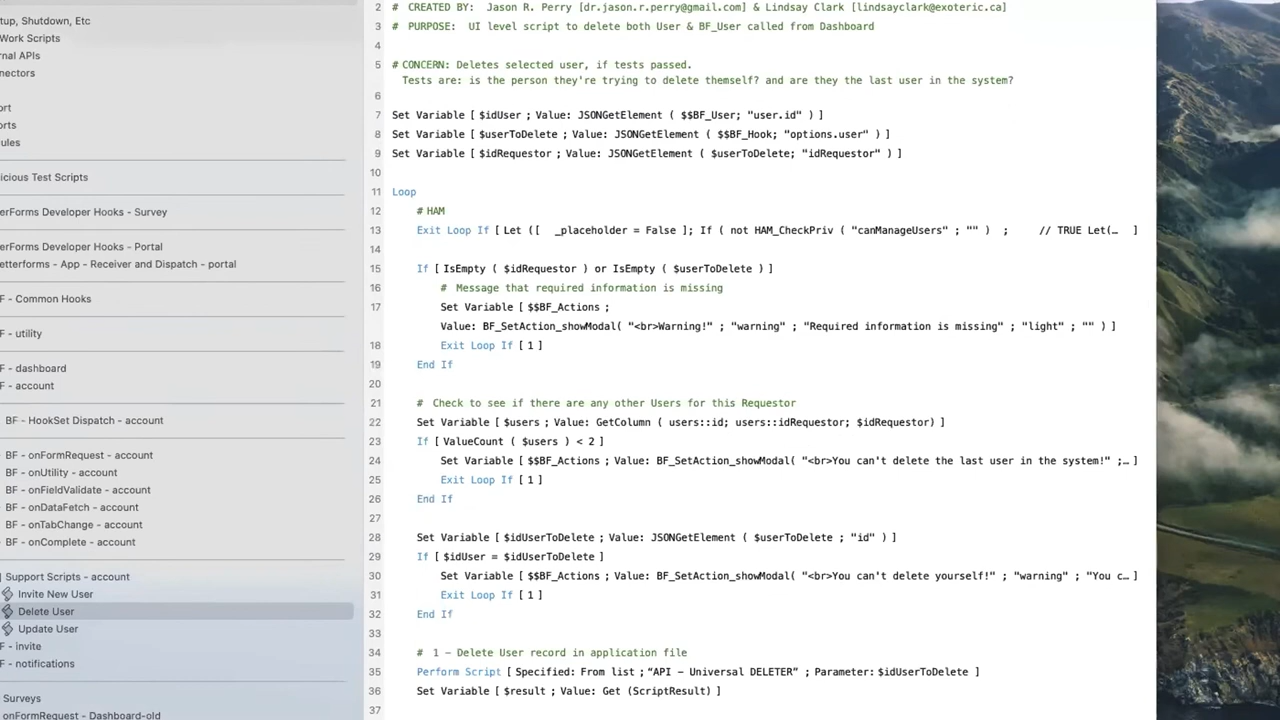 etup, Shutdown, Etc
Work Scripts
rnal APIs
nectors
ort
orts
ules
icious Test Scripts
erForms Developer Hooks - Survey
erForms Developer Hooks - Portal
etterforms - App - Receiver and Dispatch - portal
F - Common Hooks
F - utility
F - dashboard
F - account
BF - HookSet Dispatch - account
BF - onFormRequest - account
BF - onUtility - account
BF - onFieldValidate - account
BF - onDataFetch - account
BF - onTabChange - account
BF - onComplete - account
Support Scripts - account
Invite New User
Delete User
Update User
F - invite
F - notifications
Surveys
onFormRequest - Dashboard-old
2 # CREATED BY: Jason R. Perry [dr.jason.r.perry@gmail.com] & Lindsay Clark [lindsayclark@exoteric.ca]
3 # PURPOSE: UI level script to delete both User & BF_User called from Dashboard
4
5 # CONCERN: Deletes selected user, if tests passed.
Tests are: is the person they're trying to delete themself? and are they the last user in the system?
6
7 Set Variable [ $idUser ; Value: JSONGetElement ( $$BF_User; "user.id" ) ]
8 Set Variable [ $userToDelete ; Value: JSONGetElement ( $$BF_Hook; "options.user" ) ]
9 Set Variable [ $idRequestor ; Value: JSONGetElement ( $userToDelete; "idRequestor" ) ]
10
11 Loop
12 # HAM
13 Exit Loop If [ Let ([ _placeholder = False ]; If ( not HAM_CheckPriv ( "canManageUsers" ; "" ) ; // TRUE Let(… ]
14
15 If [ IsEmpty ( $idRequestor ) or IsEmpty ( $userToDelete ) ]
16 # Message that required information is missing
17 Set Variable [ $$BF_Actions ;
Value: BF_SetAction_showModal( "<br>Warning!" ; "warning" ; "Required information is missing" ; "light" ; "" ) ]
18 Exit Loop If [ 1 ]
19 End If
20
21 # Check to see if there are any other Users for this Requestor
22 Set Variable [ $users ; Value: GetColumn ( users::id; users::idRequestor; $idRequestor) ]
23 If [ ValueCount ( $users ) < 2 ]
24 Set Variable [ $$BF_Actions ; Value: BF_SetAction_showModal( "<br>You can't delete the last user in the system!" ;… ]
25 Exit Loop If [ 1 ]
26 End If
27
28 Set Variable [ $idUserToDelete ; Value: JSONGetElement ( $userToDelete ; "id" ) ]
29 If [ $idUser = $idUserToDelete ]
30 Set Variable [ $$BF_Actions ; Value: BF_SetAction_showModal( "<br>You can't delete yourself!" ; "warning" ; "You c… ]
31 Exit Loop If [ 1 ]
32 End If
33
34 # 1 – Delete User record in application file
35 Perform Script [ Specified: From list ; “API – Universal DELETER” ; Parameter: $idUserToDelete ]
36 Set Variable [ $result ; Value: Get (ScriptResult) ]
37